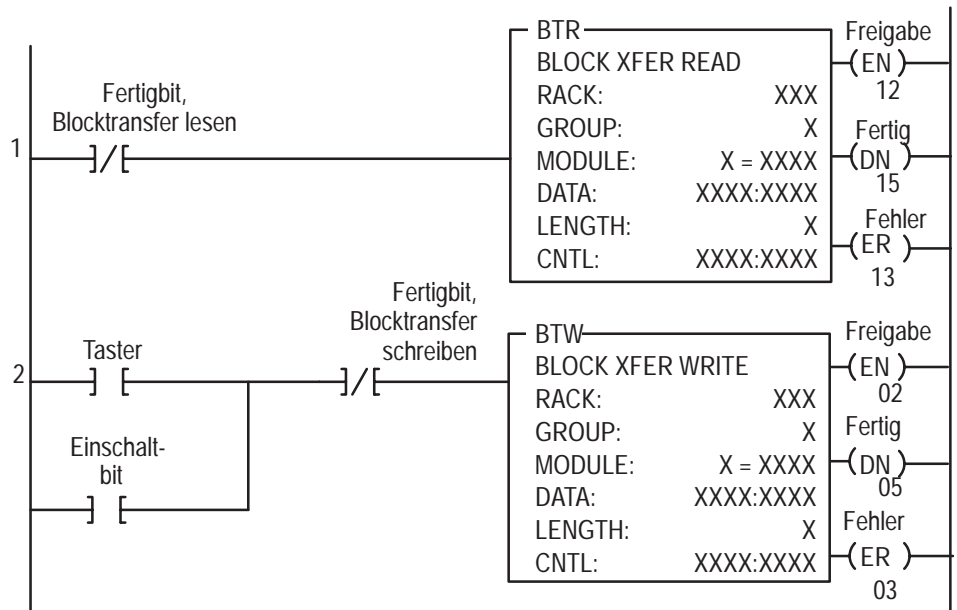 BTR
BLOCK XFER READ
RACK: XXX
GROUP: X
MODULE: X = XXXX
DATA: XXXX:XXXX
LENGTH: X
CNTL: XXXX:XXXX
Freigabe
(EN)
12
Fertig
(DN)
15
Fehler
(ER)
13
Fertigbit,
Blocktransfer lesen
1
Fertigbit,
Blocktransfer
schreiben
Taster
2
Einschalt-
bit
BTW
BLOCK XFER WRITE
RACK: XXX
GROUP: X
MODULE: X = XXXX
DATA: XXXX:XXXX
LENGTH: X
CNTL: XXXX:XXXX
Freigabe
(EN)
02
Fertig
(DN)
05
Fehler
(ER)
03